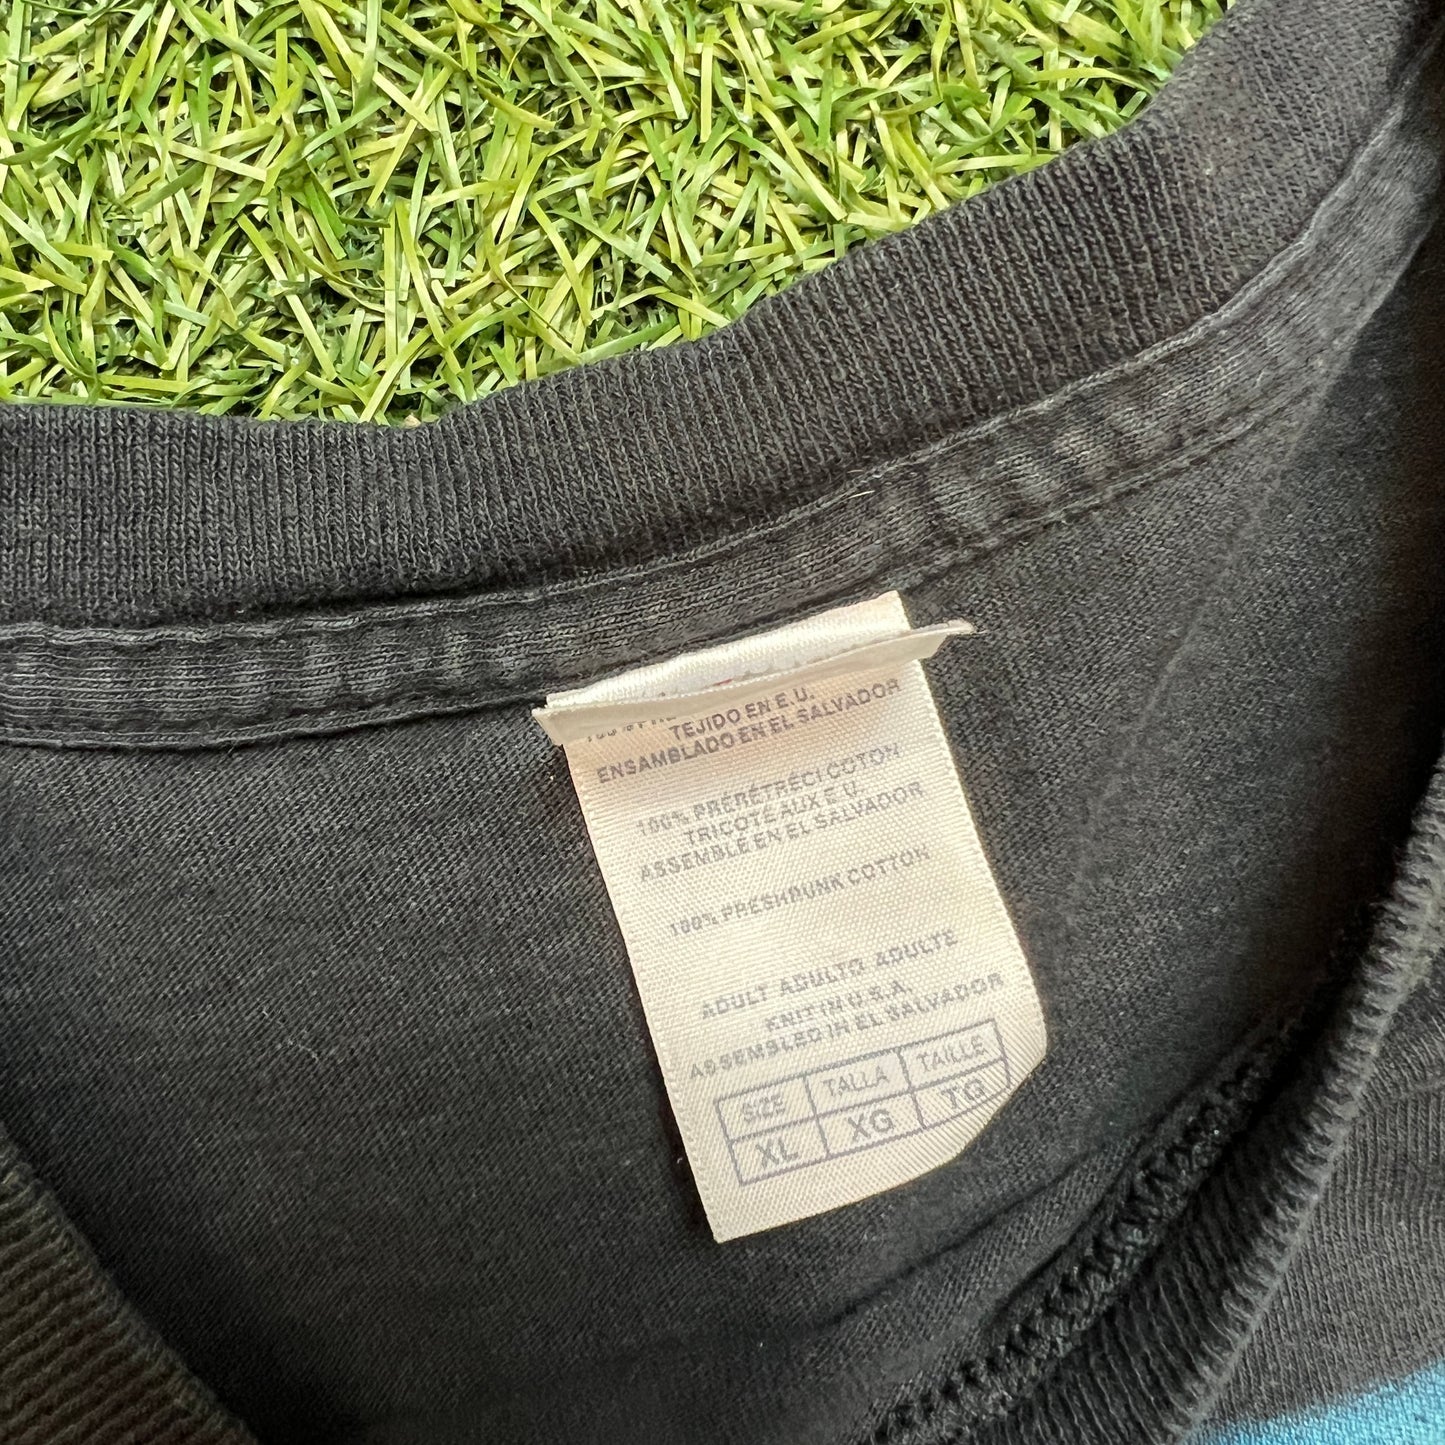 TEJIDO EN E.U.
ENSAMBLADO EN EL SALVADOR
100% PRÉRÉTRÉCI COTON
TRICOTÉ AUX E.U.
ASSEMBLÉ EN EL SALVADOR
100% PRESHRUNK COTTON
ADULT ADULTO ADULTE
KNIT IN U.S.A.
ASSEMBLED IN EL SALVADOR
SIZE TALLA TAILLE
XL XG TG